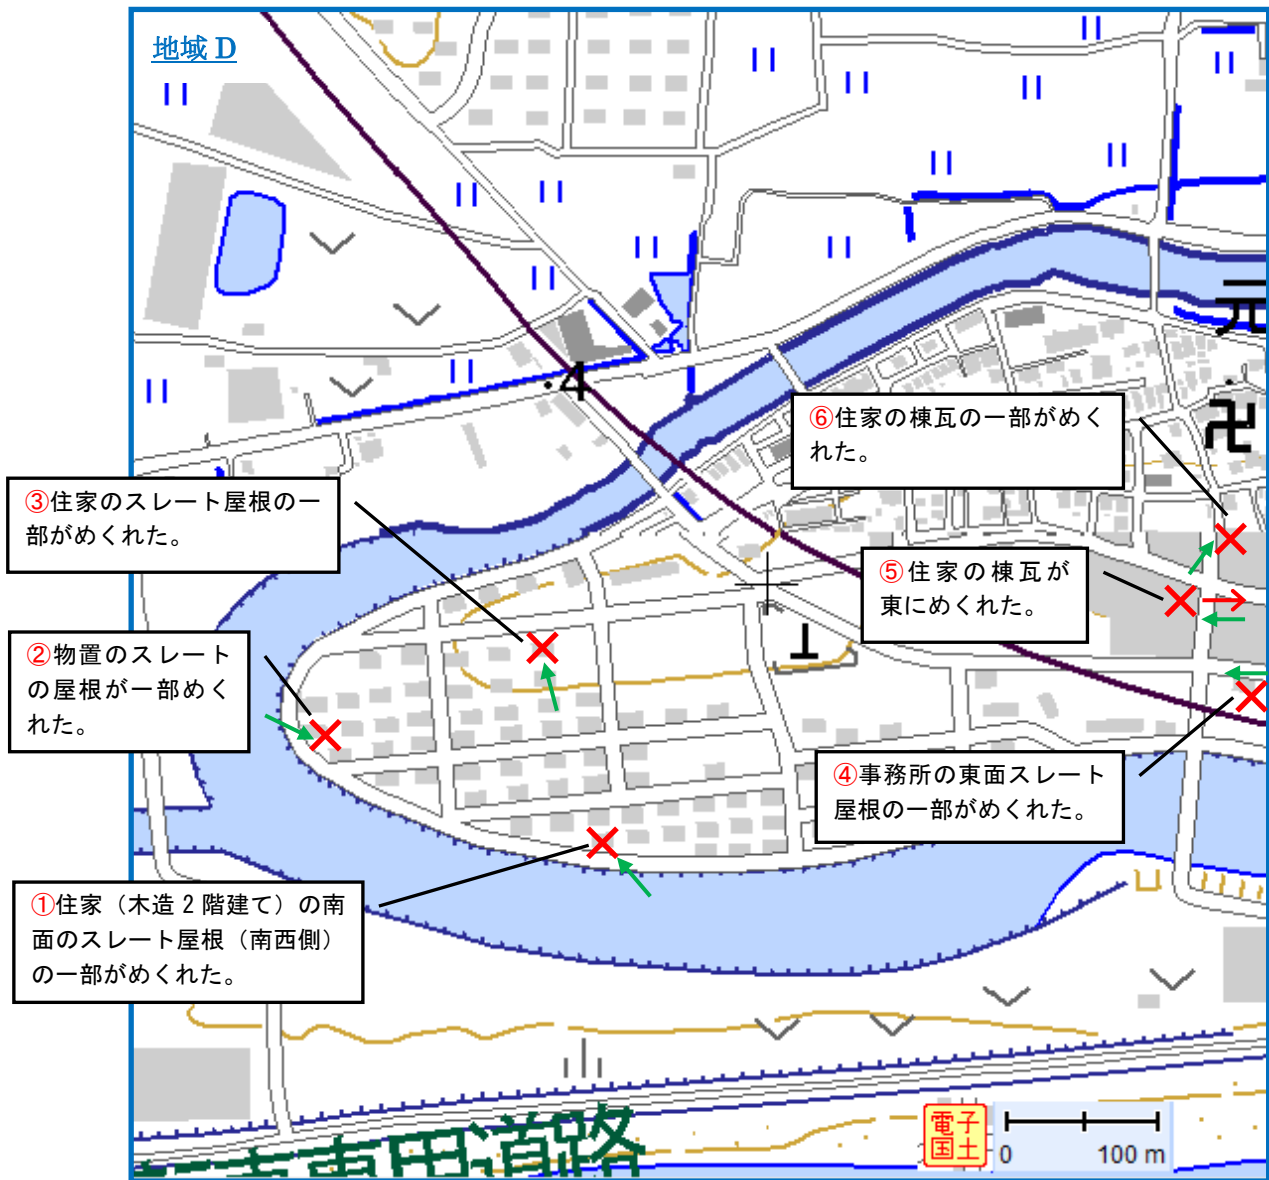 地域 D
元
・4
⑥住家の棟瓦の一部がめく
れた。
③住家のスレート屋根の一
部がめくれた。
⑤住家の棟瓦が
東にめくれた。
②物置のスレート
の屋根が一部めく
れた。
④事務所の東面スレート
屋根の一部がめくれた。
①住家（木造 2 階建て）の南
面のスレート屋根（南西側）
の一部がめくれた。
東田道路
電子
国土
0 100 m